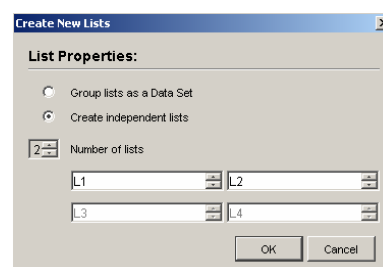 Create New Lists
List Properties:
Group lists as a Data Set
Create independent lists
2 Number of lists
L1 L2
L3 L4
OK Cancel